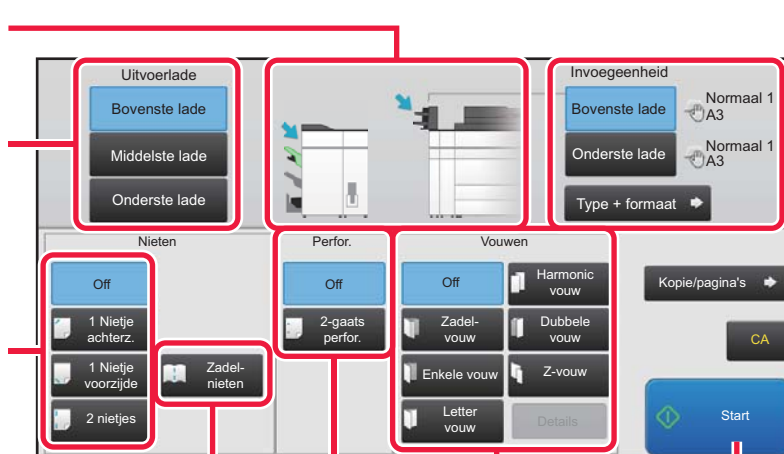 Uitvoerlade
Bovenste lade
Middelste lade
Onderste lade
Invoegeenheid
Bovenste lade
Normaal 1
A3
Onderste lade
Normaal 1
A3
Type + formaat
Nieten
Off
1 Nietje
achterz.
1 Nietje
voorzijde
2 nietjes
Zadel-
nieten
Perfor.
Off
2-gaats
perfor.
Vouwen
Off
Harmonic
vouw
Zadel-
vouw
Dubbele
vouw
Enkele vouw
Z-vouw
Letter
vouw
Details
Kopie/pagina's
CA
Start